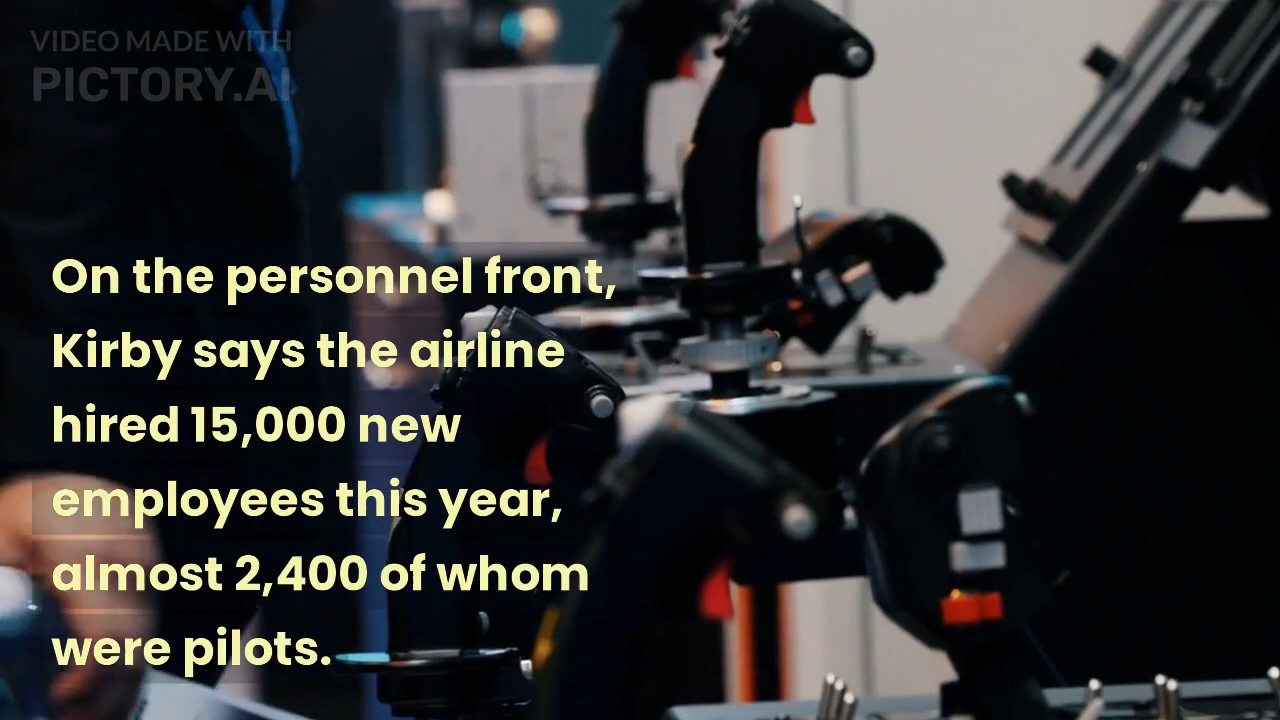 VIDEO MADE WITH
PICTORY.AI
On the personnel front,
Kirby says the airline
hired 15,000 new
employees this year,
almost 2,400 of whom
were pilots.